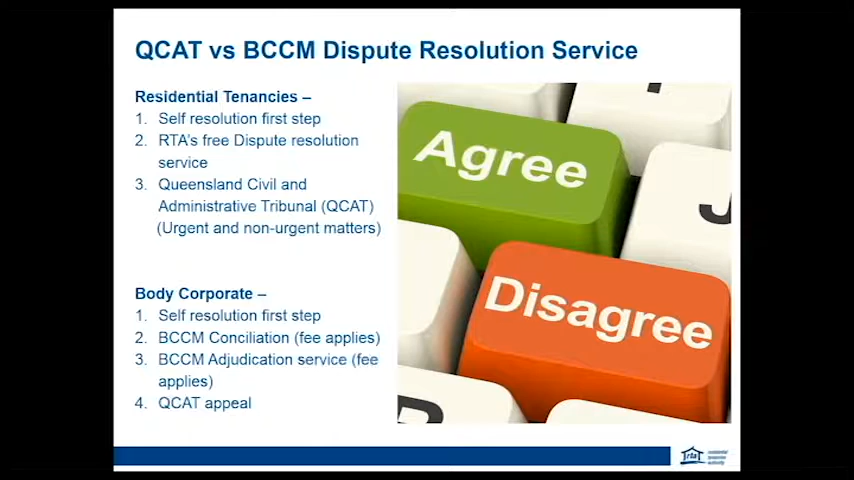 QCAT vs BCCM Dispute Resolution Service
Residential Tenancies –
1. Self resolution first step
2. RTA's free Dispute resolution
service
3. Queensland Civil and
Administrative Tribunal (QCAT)
(Urgent and non-urgent matters)
Body Corporate –
1. Self resolution first step
2. BCCM Conciliation (fee applies)
3. BCCM Adjudication service (fee
applies)
4. QCAT appeal
Agree
J
Disagree
rta